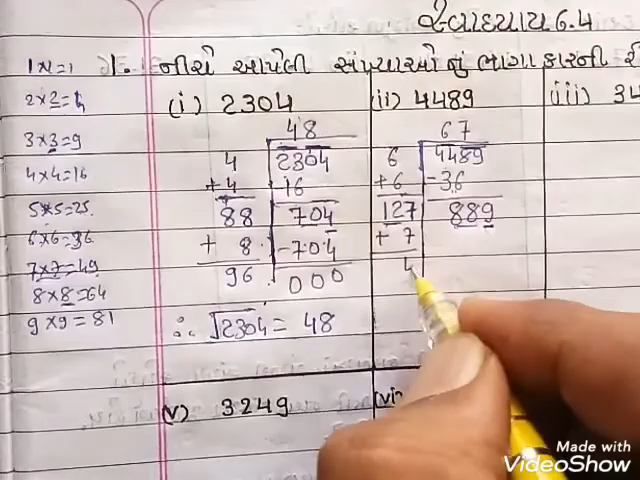 સ્વાધ્યાય 6.4
1. નીચે આપેલી સંખ્યાઓ નું ભાગાકારની
1×1=1
2×2=4
3×3=9
4×4=16
5×5=25
6×6=36
7×7=49
8×8=64
9×9=81
(i) 2304
48
4 2304
+4 16
88 704
+ 8 -704
96 000
∴ √2304 = 48
(ii) 4489
67
6 4489
+6 -36
127 889
+ 7
4
(iii) 34
(v) 3249
(vi)
Made with
VideoShow